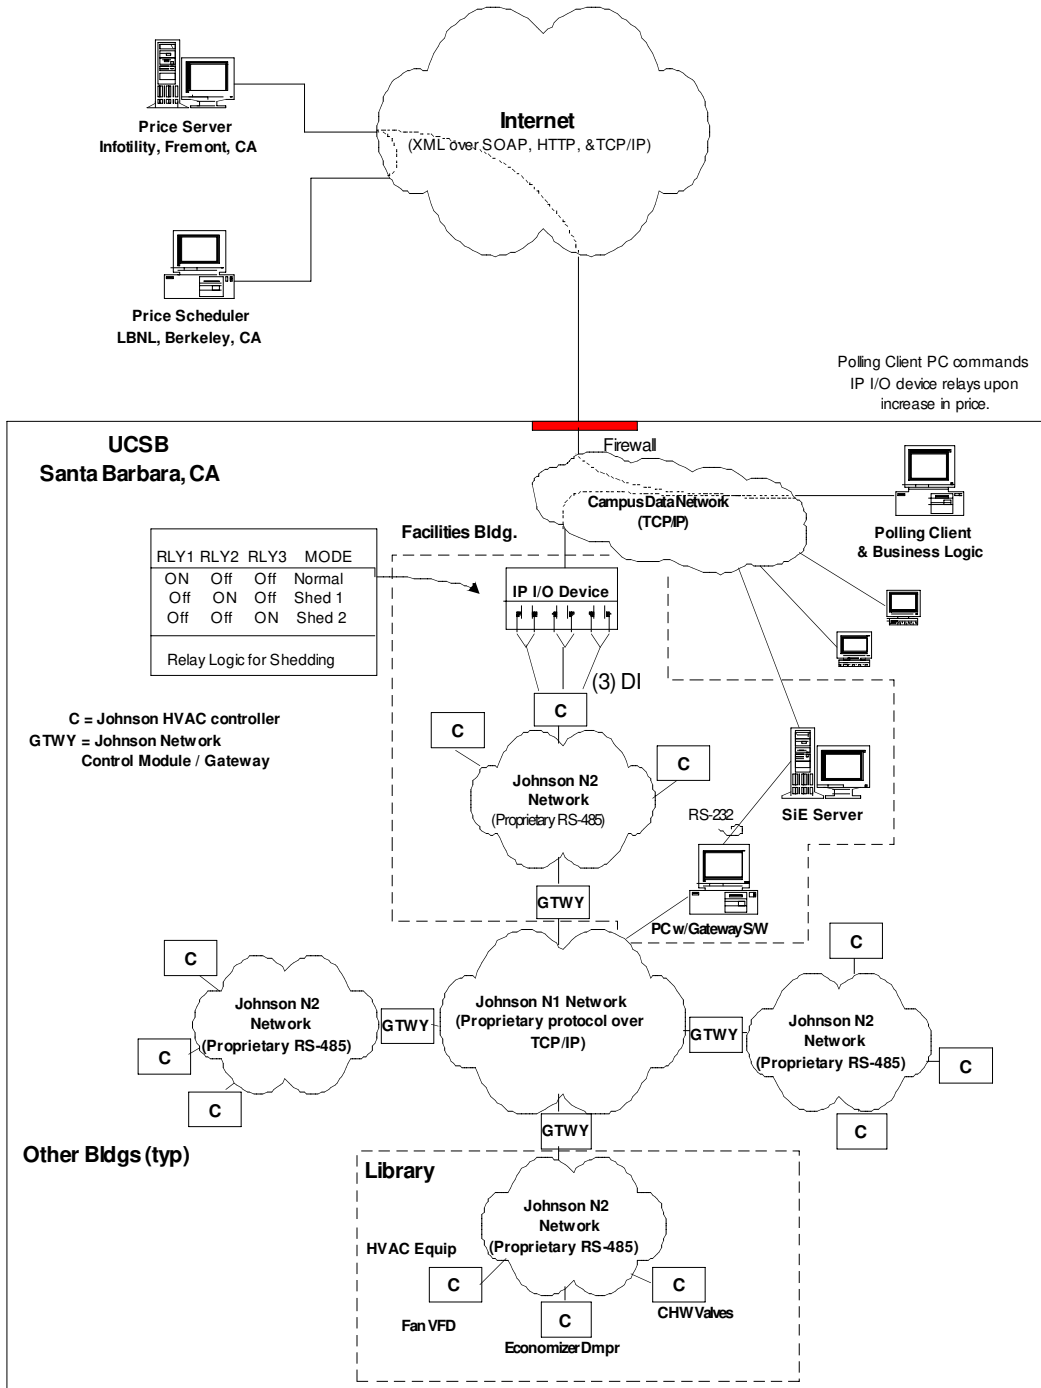 Internet
(XML over SOAP, HTTP, &TCP/IP)
Price Server
Infotility, Fremont, CA
Price Scheduler
LBNL, Berkeley, CA
Polling Client PC commands
IP I/O device relays upon
increase in price.
UCSB
Santa Barbara, CA
Firewall
Campus Data Network
(TCP/IP)
Polling Client
& Business Logic
Facilities Bldg.
RLY1 RLY2 RLY3 MODE
ON Off Off Normal
Off ON Off Shed 1
Off Off ON Shed 2
Relay Logic for Shedding
IP I/O Device
(3) DI
C = Johnson HVAC controller
GTWY = Johnson Network
Control Module / Gateway
C
C
C
Johnson N2
Network
(Proprietary RS-485)
RS-232
SiE Server
GTWY
PC w/Gateway S/W
C
C
C
Johnson N2
Network
(Proprietary RS-485)
GTWY
Johnson N1 Network
(Proprietary protocol over
TCP/IP)
GTWY
Johnson N2
Network
(Proprietary RS-485)
C
C
C
GTWY
Other Bldgs (typ)
Library
Johnson N2
Network
(Proprietary RS-485)
HVAC Equip
C
C
C
Fan VFD
Economizer Dmpr
CHW Valves